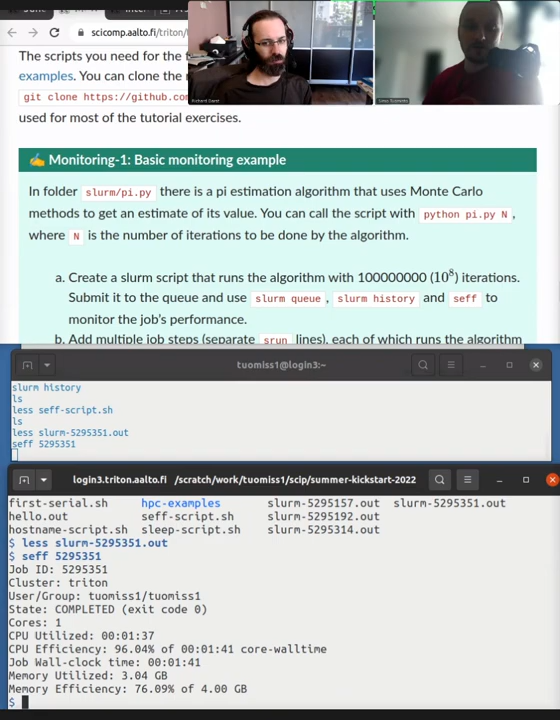 scicomp.aalto.fi/triton/
The scripts you need for the
examples. You can clone the
git clone https://github.com
used for most of the tutorial exercises.
✍ Monitoring-1: Basic monitoring example
In folder slurm/pi.py there is a pi estimation algorithm that uses Monte Carlo
methods to get an estimate of its value. You can call the script with python pi.py N ,
where N is the number of iterations to be done by the algorithm.
a. Create a slurm script that runs the algorithm with 100000000 (10⁸) iterations.
Submit it to the queue and use slurm queue , slurm history and seff to
monitor the job's performance.
b. Add multiple job steps (separate srun lines), each of which runs the algorithm
tuomiss1@login3:~
slurm history
ls
less seff-script.sh
ls
less slurm-5295351.out
seff 5295351
login3.triton.aalto.fi /scratch/work/tuomiss1/scip/summer-kickstart-2022
first-serial.sh hpc-examples slurm-5295157.out slurm-5295351.out
hello.out seff-script.sh slurm-5295192.out
hostname-script.sh sleep-script.sh slurm-5295314.out
$ less slurm-5295351.out
$ seff 5295351
Job ID: 5295351
Cluster: triton
User/Group: tuomiss1/tuomiss1
State: COMPLETED (exit code 0)
Cores: 1
CPU Utilized: 00:01:37
CPU Efficiency: 96.04% of 00:01:41 core-walltime
Job Wall-clock time: 00:01:41
Memory Utilized: 3.04 GB
Memory Efficiency: 76.09% of 4.00 GB
$